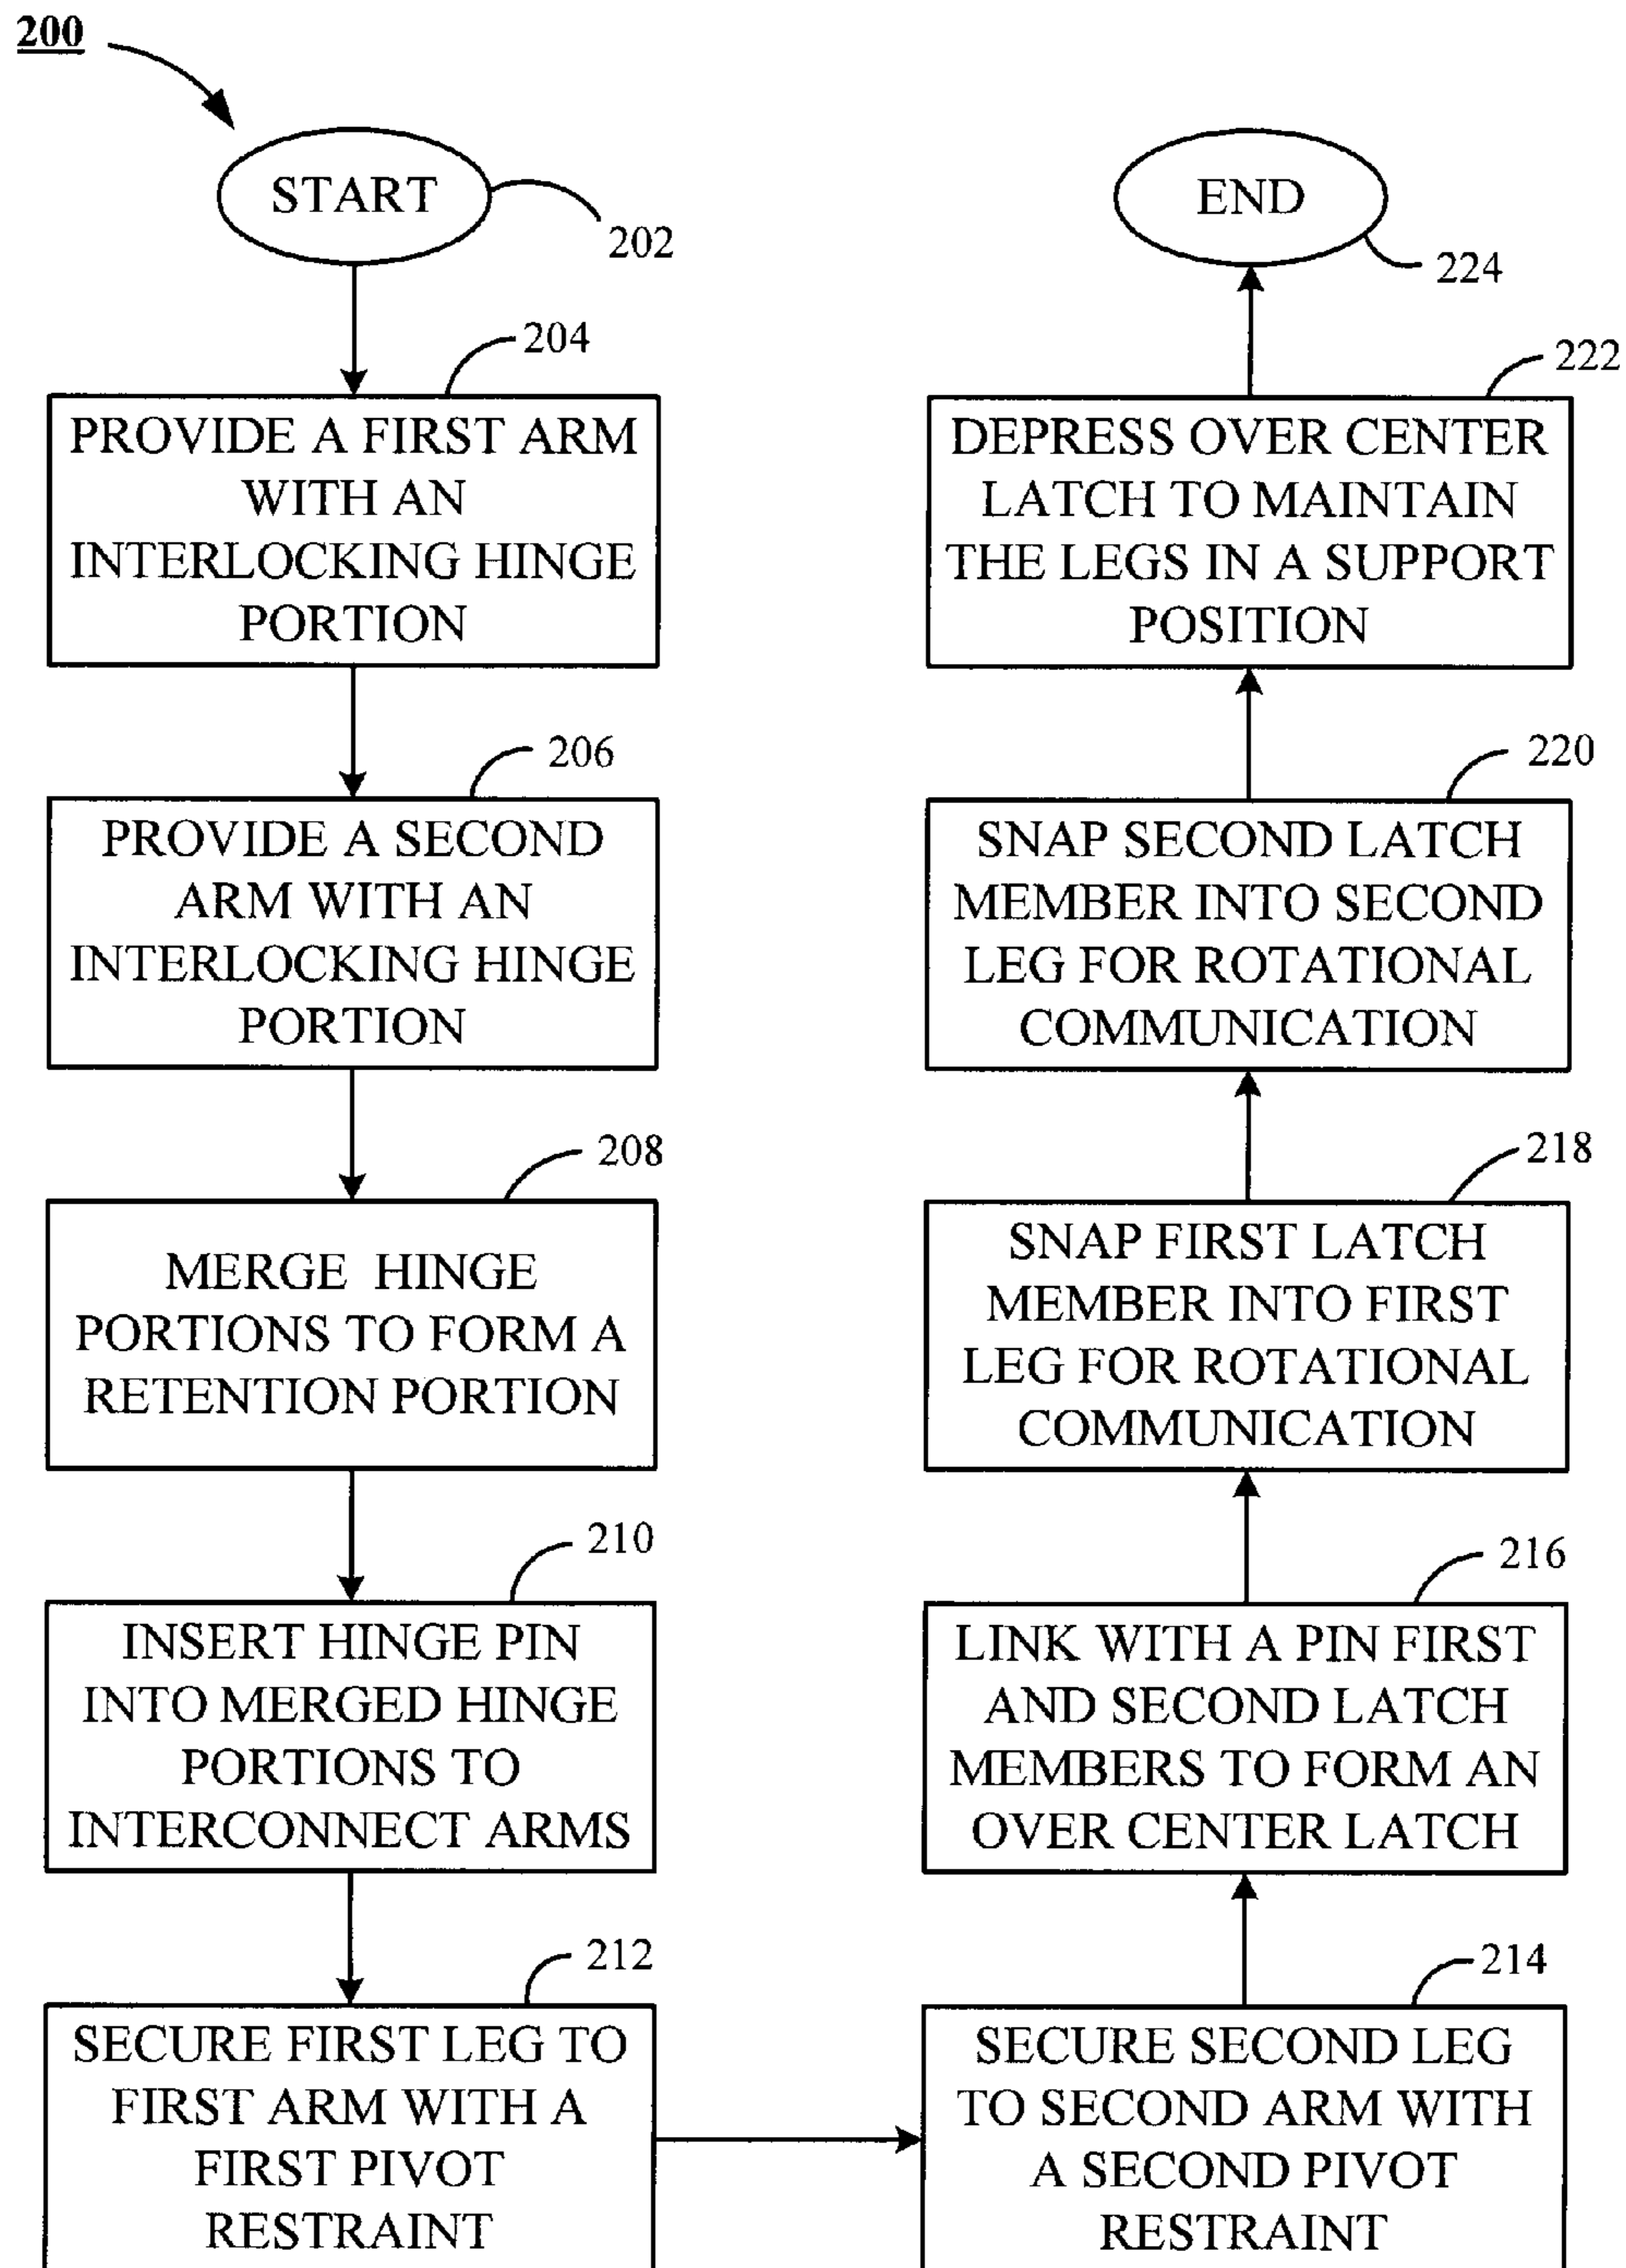 200
START
202
204
PROVIDE A FIRST ARM
WITH AN
INTERLOCKING HINGE
PORTION
206
PROVIDE A SECOND
ARM WITH AN
INTERLOCKING HINGE
PORTION
208
MERGE HINGE
PORTIONS TO FORM A
RETENTION PORTION
210
INSERT HINGE PIN
INTO MERGED HINGE
PORTIONS TO
INTERCONNECT ARMS
212
SECURE FIRST LEG TO
FIRST ARM WITH A
FIRST PIVOT
RESTRAINT
214
SECURE SECOND LEG
TO SECOND ARM WITH
A SECOND PIVOT
RESTRAINT
216
LINK WITH A PIN FIRST
AND SECOND LATCH
MEMBERS TO FORM AN
OVER CENTER LATCH
218
SNAP FIRST LATCH
MEMBER INTO FIRST
LEG FOR ROTATIONAL
COMMUNICATION
220
SNAP SECOND LATCH
MEMBER INTO SECOND
LEG FOR ROTATIONAL
COMMUNICATION
222
DEPRESS OVER CENTER
LATCH TO MAINTAIN
THE LEGS IN A SUPPORT
POSITION
END
224